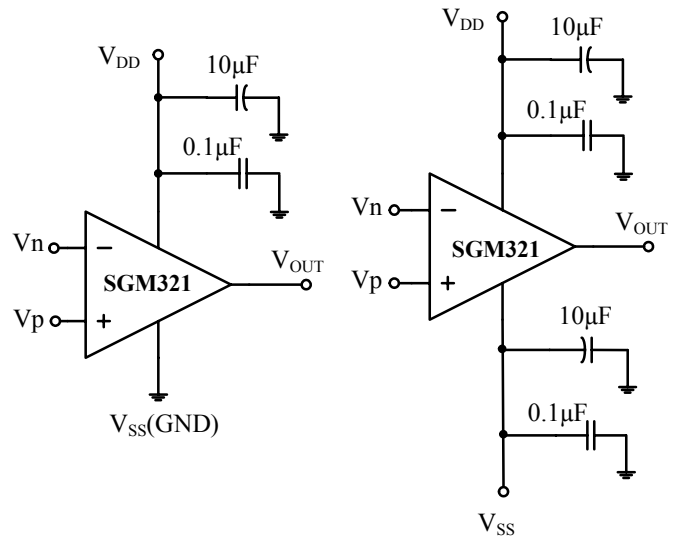 V_DD
10μF
0.1μF
Vn
−
SGM321
V_OUT
Vp
+
V_SS(GND)
V_DD
10μF
0.1μF
Vn
−
SGM321
V_OUT
Vp
+
10μF
0.1μF
V_SS